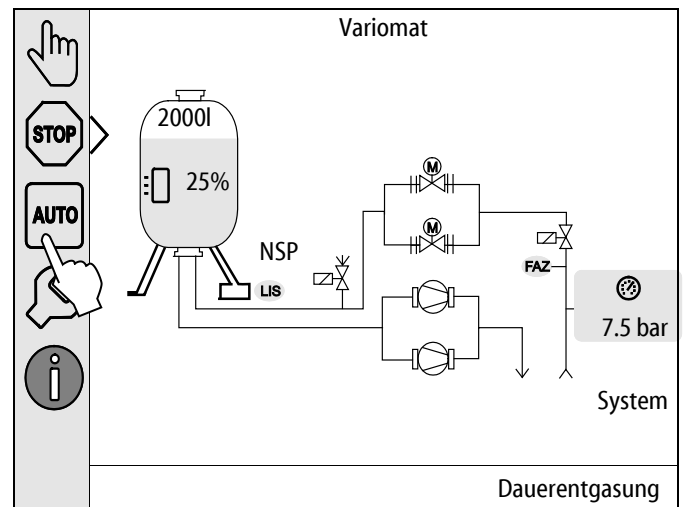 Variomat
STOP
2000l
M
25%
AUTO
M
NSP
LIS
FAZ
7.5 bar
System
Dauerentgasung